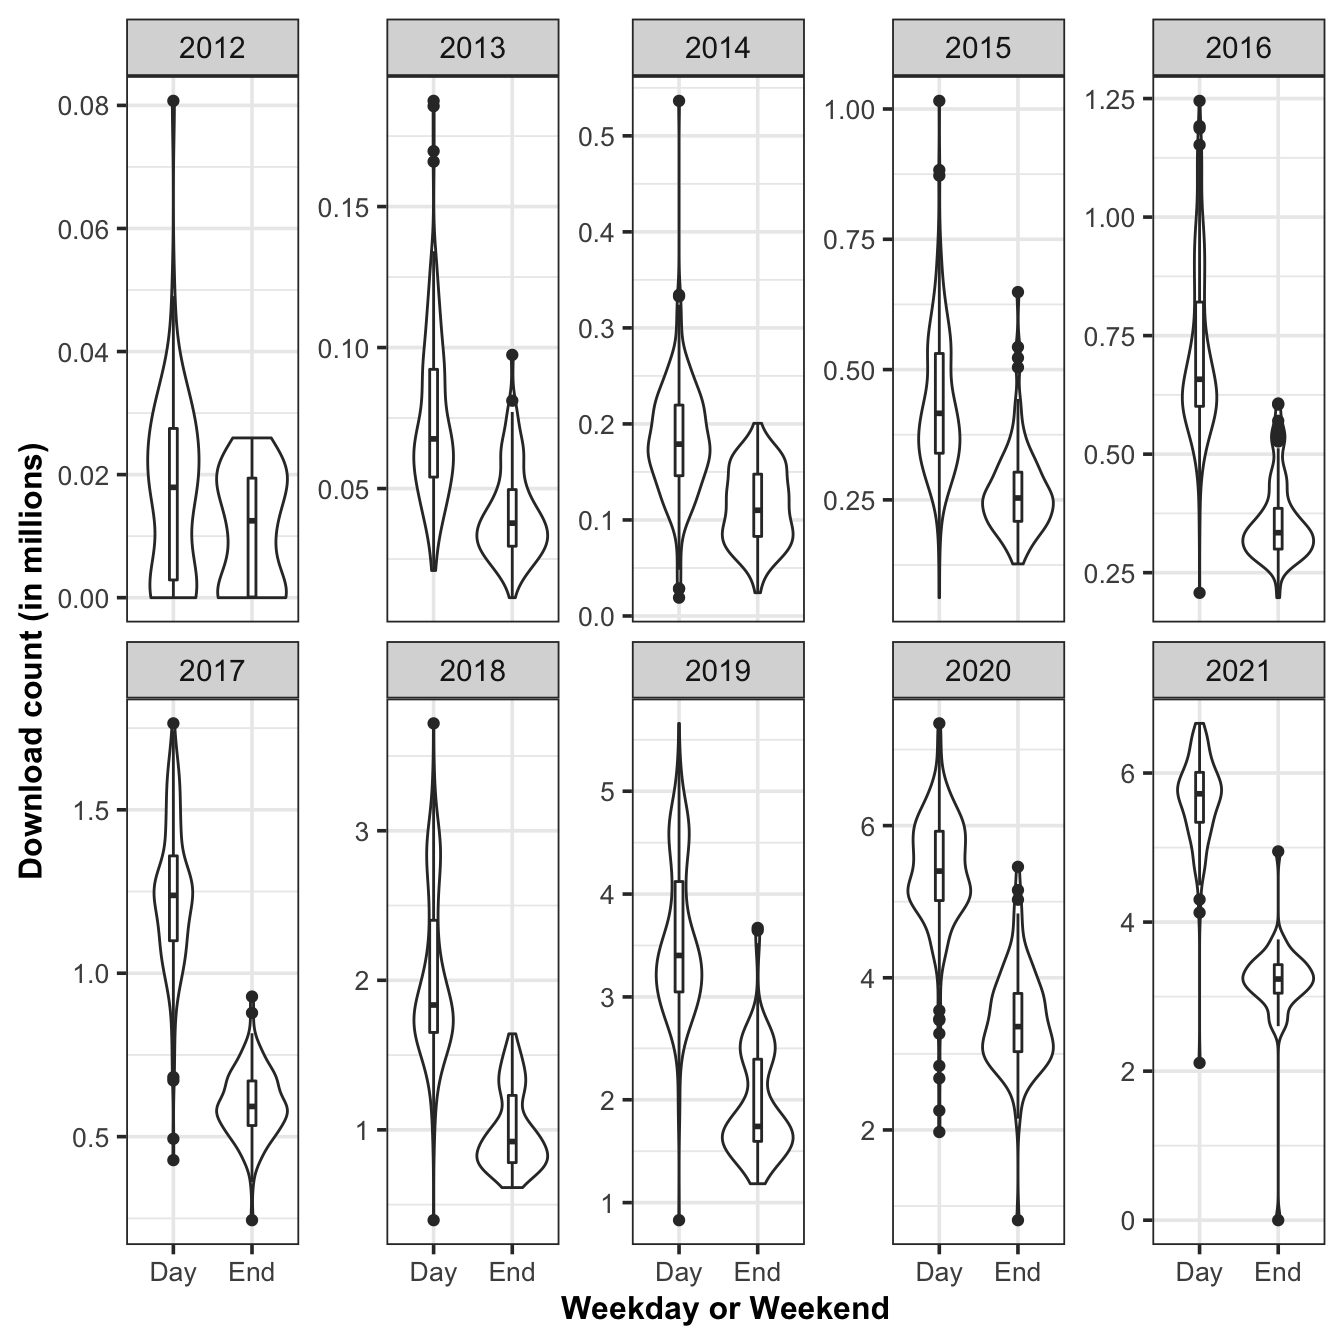 2012 2013 2014 2015 2016
0.08 0.06 0.04 0.02 0.00
0.15 0.10 0.05
0.5 0.4 0.3 0.2 0.1 0.0
1.00 0.75 0.50 0.25
1.25 1.00 0.75 0.50 0.25
Download count (in millions)
2017 2018 2019 2020 2021
1.5 1.0 0.5
3 2 1
5 4 3 2 1
6 4 2
6 4 2 0
Day End Day End Day End Day End Day End
Weekday or Weekend